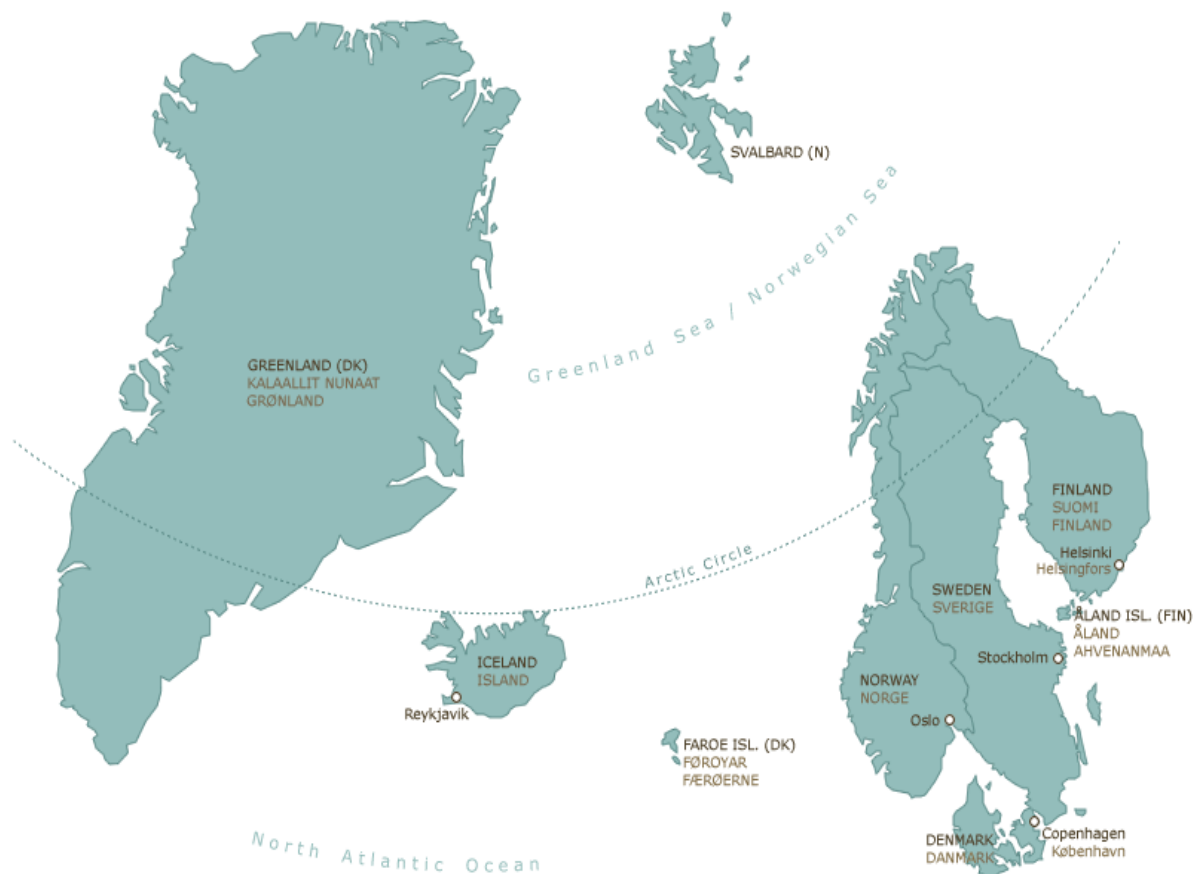 SVALBARD (N)
Greenland Sea / Norwegian Sea
GREENLAND (DK)
KALAALLIT NUNAAT
GRØNLAND
FINLAND
SUOMI
FINLAND
Helsinki
Helsingfors
Arctic Circle
SWEDEN
SVERIGE
ÅLAND ISL. (FIN)
ÅLAND
AHVENANMAA
Stockholm
ICELAND
ISLAND
Reykjavik
NORWAY
NORGE
Oslo
FAROE ISL. (DK)
FØROYAR
FÆRØERNE
North Atlantic Ocean
DENMARK
DANMARK
Copenhagen
København